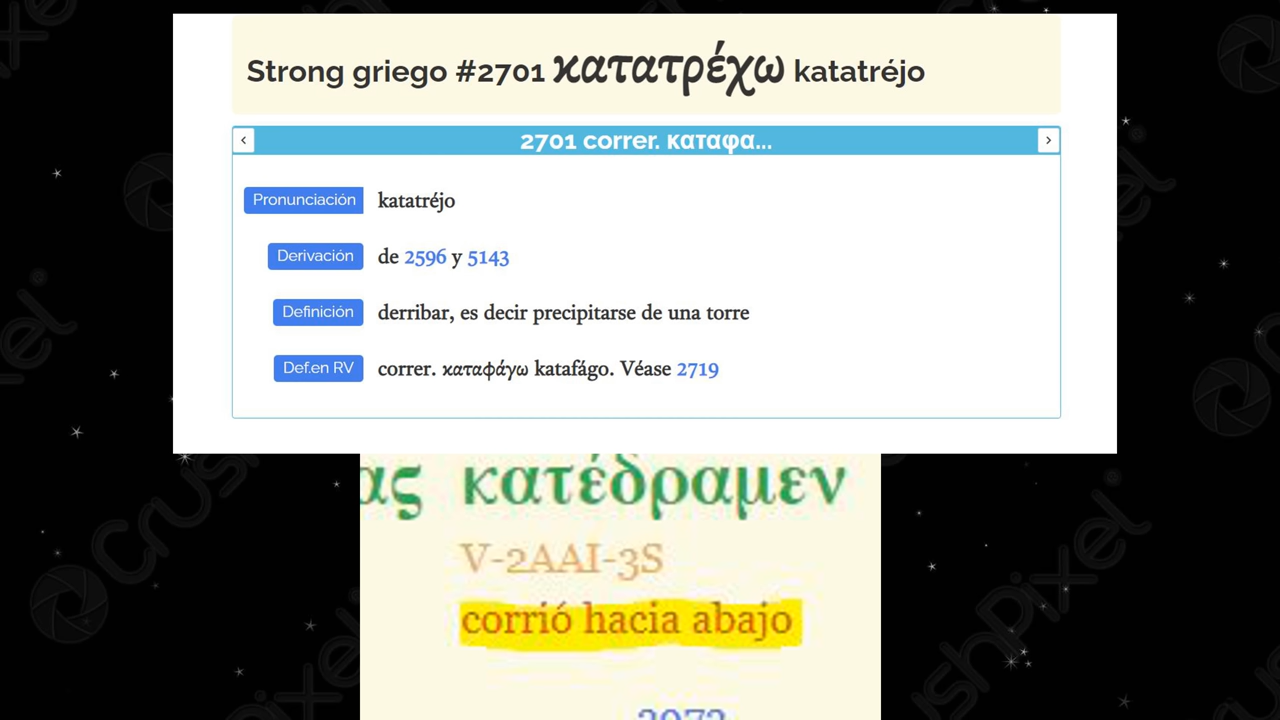 Strong griego #2701 κατατρέχω katatréjo
‹ 2701 correr. καταφα... ›
Pronunciación katatréjo
Derivación de 2596 y 5143
Definición derribar, es decir precipitarse de una torre
Def.en RV correr. καταφάγω katafágo. Véase 2719
ας κατέδραμεν
V-2AAI-3S
corrió hacia abajo
CrushPixel